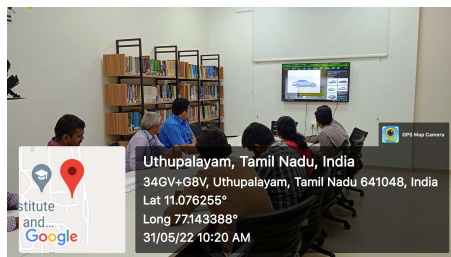 GPS Map Camera
Uthupalayam, Tamil Nadu, India
34GV+G8V, Uthupalayam, Tamil Nadu 641048, India
Lat 11.076255°
Long 77.143388°
31/05/22 10:20 AM
stitute
and...
Google